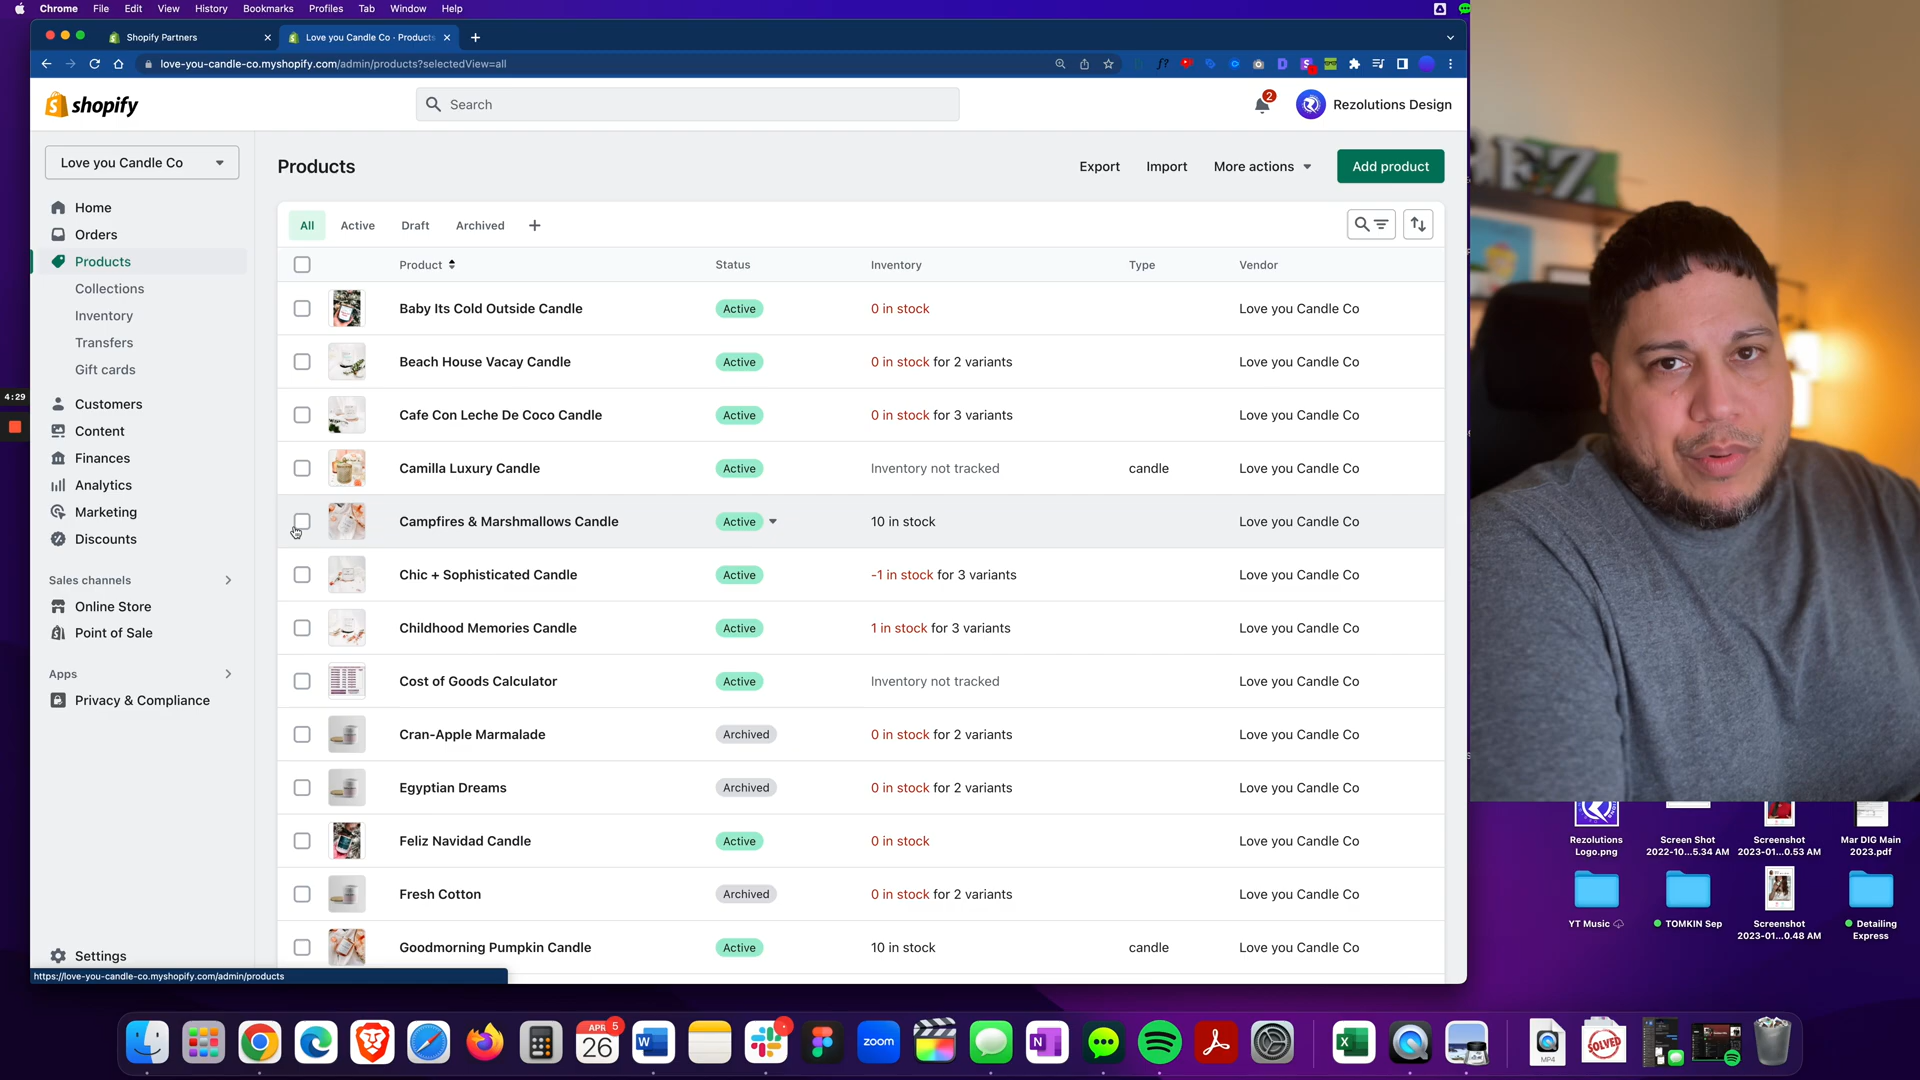 Chrome File Edit View History Bookmarks Profiles Tab Window Help
Shopify Partners
Love you Candle Co · Products
love-you-candle-co.myshopify.com/admin/products?selectedView=all
shopify
Search
2
Rezolutions Design
Love you Candle Co
Home
Orders
Products
Collections
Inventory
Transfers
Gift cards
Customers
Content
Finances
Analytics
Marketing
Discounts
Sales channels
Online Store
Point of Sale
Apps
Privacy & Compliance
Settings
4:29
Products
Export Import More actions Add product
All Active Draft Archived
Product Status Inventory Type Vendor
Baby Its Cold Outside Candle Active 0 in stock Love you Candle Co
Beach House Vacay Candle Active 0 in stock for 2 variants Love you Candle Co
Cafe Con Leche De Coco Candle Active 0 in stock for 3 variants Love you Candle Co
Camilla Luxury Candle Active Inventory not tracked candle Love you Candle Co
Campfires & Marshmallows Candle Active 10 in stock Love you Candle Co
Chic + Sophisticated Candle Active -1 in stock for 3 variants Love you Candle Co
Childhood Memories Candle Active 1 in stock for 3 variants Love you Candle Co
Cost of Goods Calculator Active Inventory not tracked Love you Candle Co
Cran-Apple Marmalade Archived 0 in stock for 2 variants Love you Candle Co
Egyptian Dreams Archived 0 in stock for 2 variants Love you Candle Co
Feliz Navidad Candle Active 0 in stock Love you Candle Co
Fresh Cotton Archived 0 in stock for 2 variants Love you Candle Co
Goodmorning Pumpkin Candle Active 10 in stock candle Love you Candle Co
https://love-you-candle-co.myshopify.com/admin/products
Rezolutions
Logo.png
Screen Shot
2022-10...5.34 AM
Screenshot
2023-01...0.53 AM
Mar DIG Main
2023.pdf
YT Music
TOMKIN Sep
Screenshot
2023-01...0.48 AM
Detailing
Express
APR 5
26
zoom
MP4
SOLVED